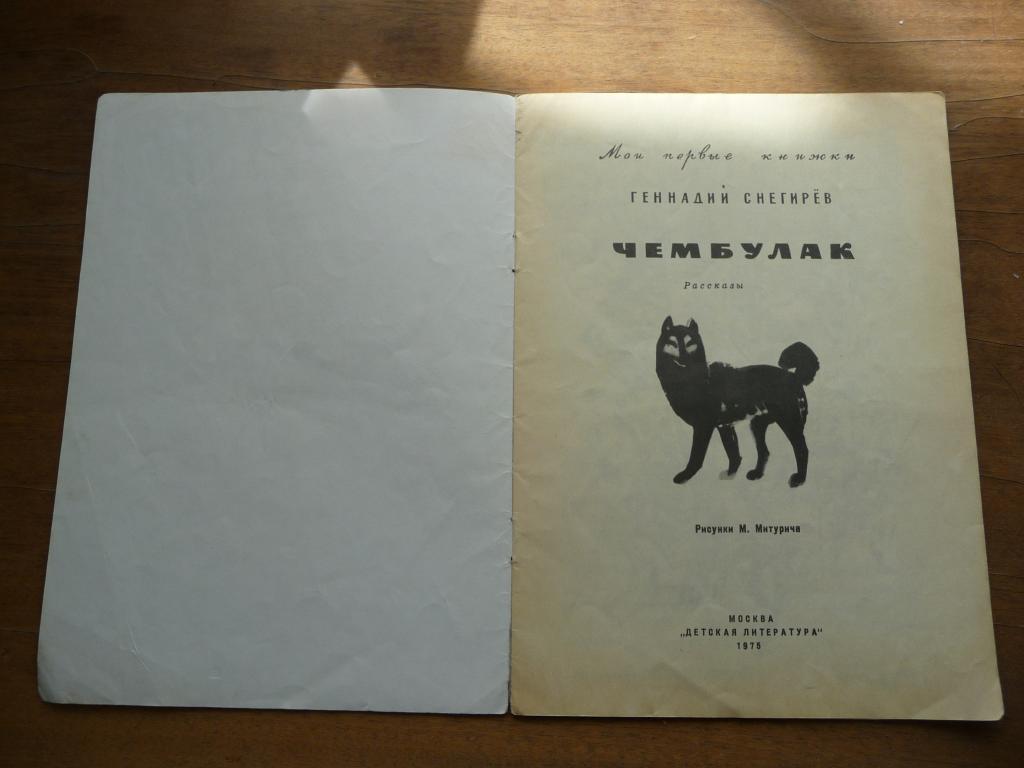 Мои первые книжки
ГЕННАДИЙ СНЕГИРЁВ
ЧЕМБУЛАК
Рассказы
Рисунки М. Митурича
МОСКВА
„ДЕТСКАЯ ЛИТЕРАТУРА“
1975